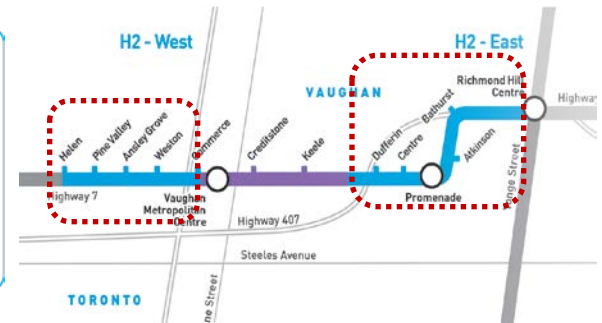 H2 - West
H2 - East
VAUGHAN
Richmond Hill
Centre
Highway
Helen
Pine Valley
Ansley Grove
Weston
Commerce
Creditstone
Keele
Dufferin
Centre
Bathurst
Atkinson
Highway 7
Vaughan
Metropolitan
Centre
Promenade
Highway 407
Steeles Avenue
TORONTO
Street
Street